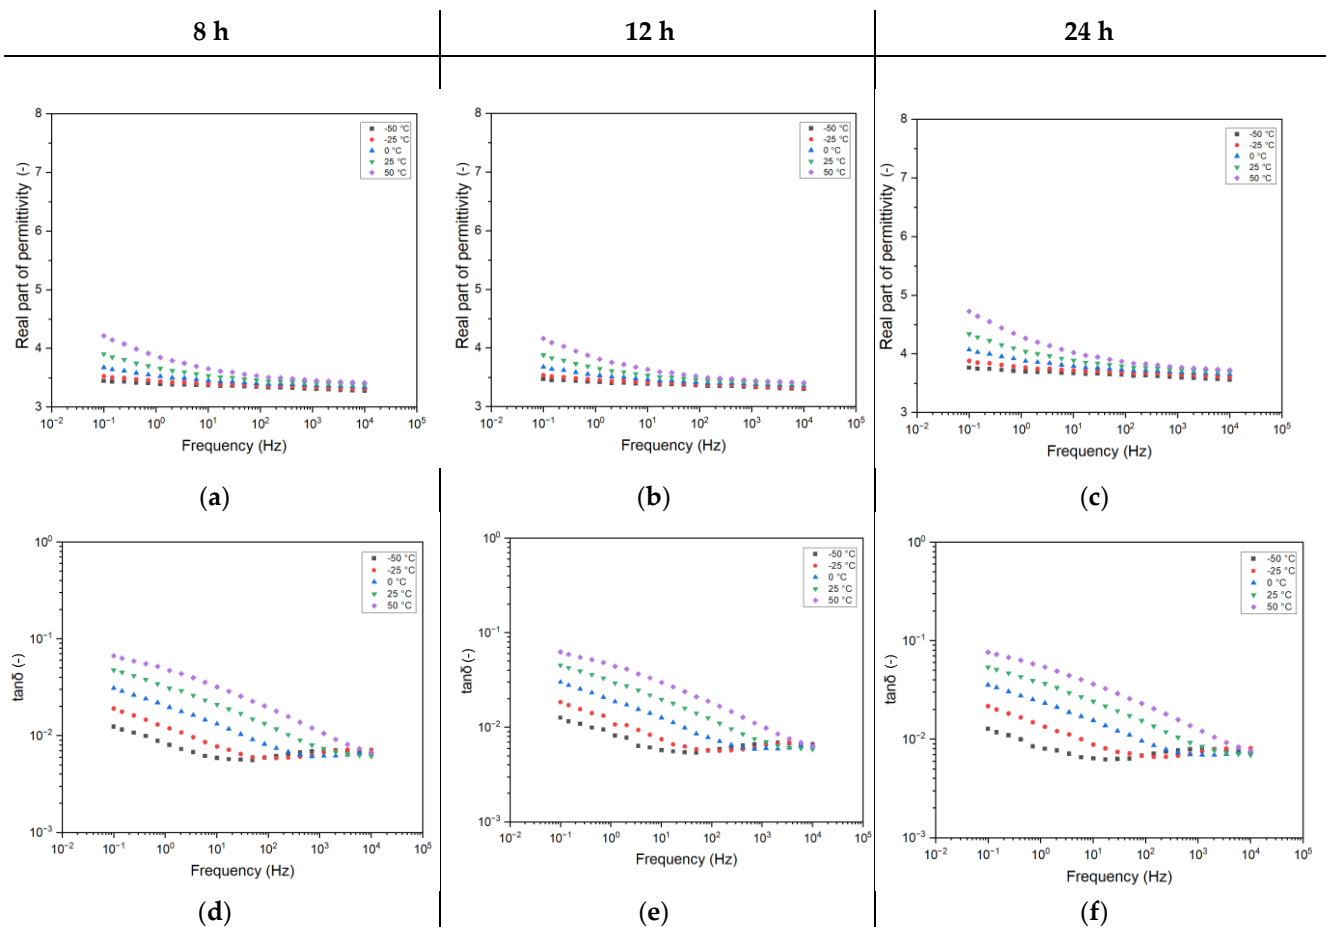 8 h
12 h
24 h
Real part of permittivity (-)
8
7
6
5
4
3
-50 °C
-25 °C
0 °C
25 °C
50 °C
10⁻² 10⁻¹ 10⁰ 10¹ 10² 10³ 10⁴ 10⁵
Frequency (Hz)
(a)
Real part of permittivity (-)
8
7
6
5
4
3
-50 °C
-25 °C
0 °C
25 °C
50 °C
10⁻² 10⁻¹ 10⁰ 10¹ 10² 10³ 10⁴ 10⁵
Frequency (Hz)
(b)
Real part of permittivity (-)
8
7
6
5
4
3
-50 °C
-25 °C
0 °C
25 °C
50 °C
10⁻² 10⁻¹ 10⁰ 10¹ 10² 10³ 10⁴ 10⁵
Frequency (Hz)
(c)
tanδ (-)
10⁰
10⁻¹
10⁻²
10⁻³
-50 °C
-25 °C
0 °C
25 °C
50 °C
10⁻² 10⁻¹ 10⁰ 10¹ 10² 10³ 10⁴ 10⁵
Frequency (Hz)
(d)
tanδ (-)
10⁰
10⁻¹
10⁻²
10⁻³
-50 °C
-25 °C
0 °C
25 °C
50 °C
10⁻² 10⁻¹ 10⁰ 10¹ 10² 10³ 10⁴ 10⁵
Frequency (Hz)
(e)
tanδ (-)
10⁰
10⁻¹
10⁻²
10⁻³
-50 °C
-25 °C
0 °C
25 °C
50 °C
10⁻² 10⁻¹ 10⁰ 10¹ 10² 10³ 10⁴ 10⁵
Frequency (Hz)
(f)